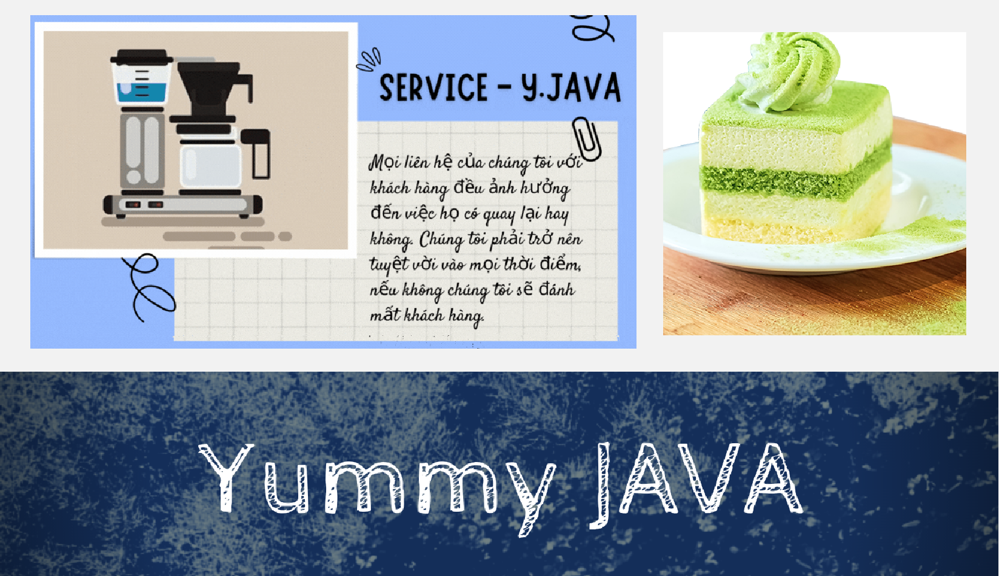 SERVICE - Y.JAVA
Mọi liên hệ của chúng tôi với
khách hàng đều ảnh hưởng
đến việc họ có quay lại hay
không. Chúng tôi phải trở nên
tuyệt vời vào mọi thời điểm,
nếu không chúng tôi sẽ đánh
mất khách hàng.
Yummy JAVA